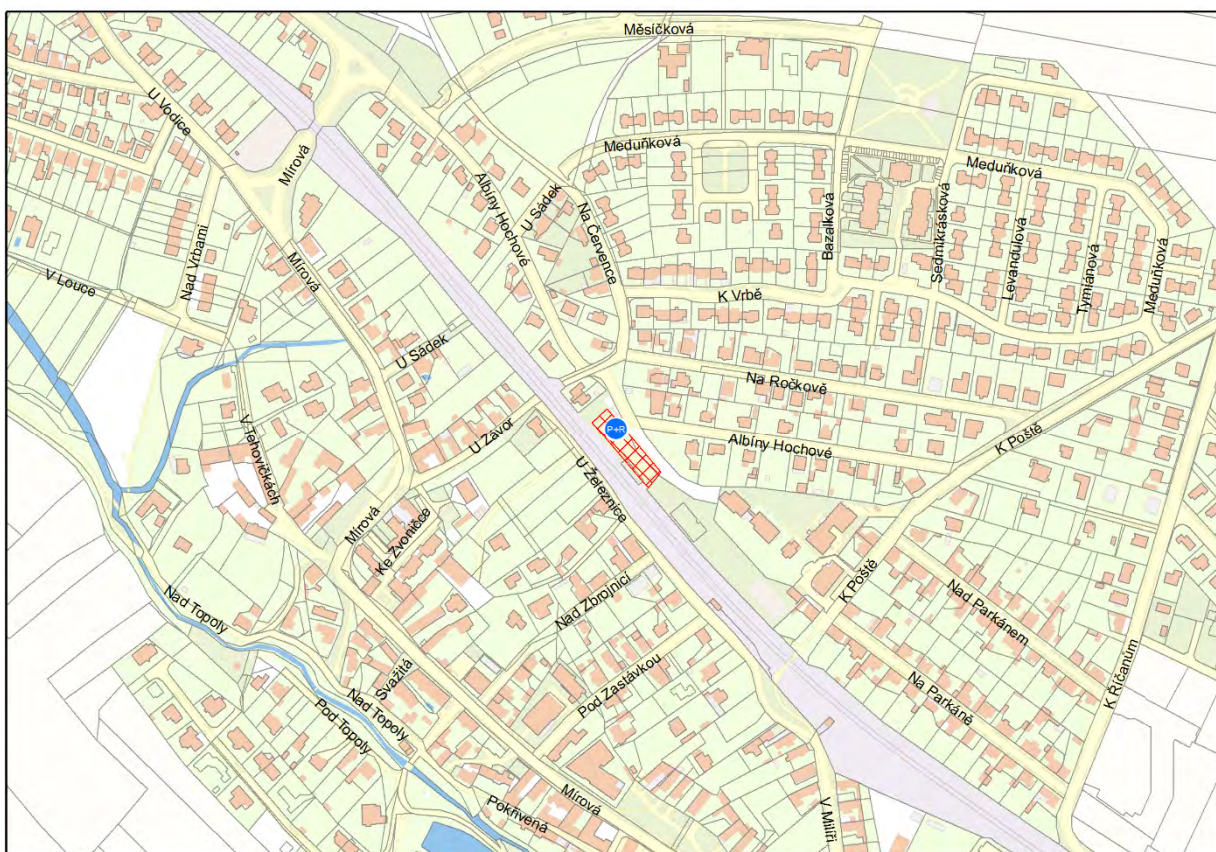 Měsíčková
U Vodice
Mírová
Meduňková
Meduňková
Albíny Hochové
U Sádek
Na Července
Bazalková
Sedmikrásková
Levandulová
Tymiánová
Meduňková
Nad Vrbami
Mírová
V Louce
K Vrbě
U Sádek
Na Ročkově
P+R
Albíny Hochové
K Poště
V Tehovičkách
U Závor
U Železnice
Mírová
Ke Zvoničce
K Poště
Nad Zbrojnicí
Nad Parkánem
Nad Topoly
Svažitá
Pod Zastávkou
Na Parkáně
K Říčanům
Nad Topoly
Pod Topoly
Mírová
Pokřivená
V Milíři